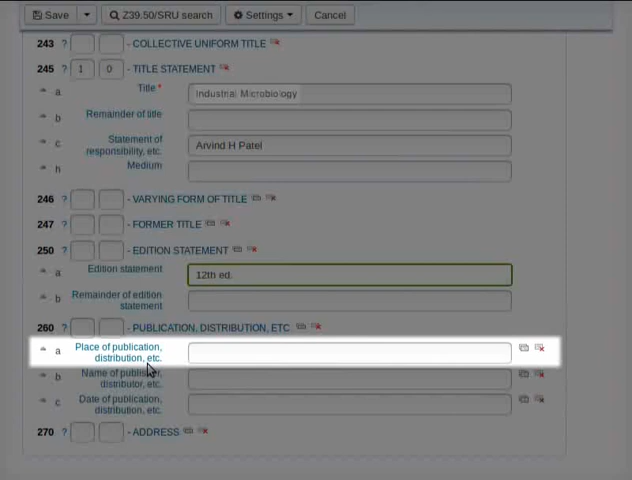 Save Z39.50/SRU search Settings Cancel
243 ? - COLLECTIVE UNIFORM TITLE
245 ? 1 0 - TITLE STATEMENT
a Title * Industrial Microbiology
b Remainder of title
c Statement of responsibility, etc. Arvind H Patel
h Medium
246 ? - VARYING FORM OF TITLE
247 ? - FORMER TITLE
250 ? - EDITION STATEMENT
a Edition statement 12th ed.
b Remainder of edition statement
260 ? - PUBLICATION, DISTRIBUTION, ETC
a Place of publication, distribution, etc.
b Name of publisher, distributor, etc.
c Date of publication, distribution, etc.
270 ? - ADDRESS